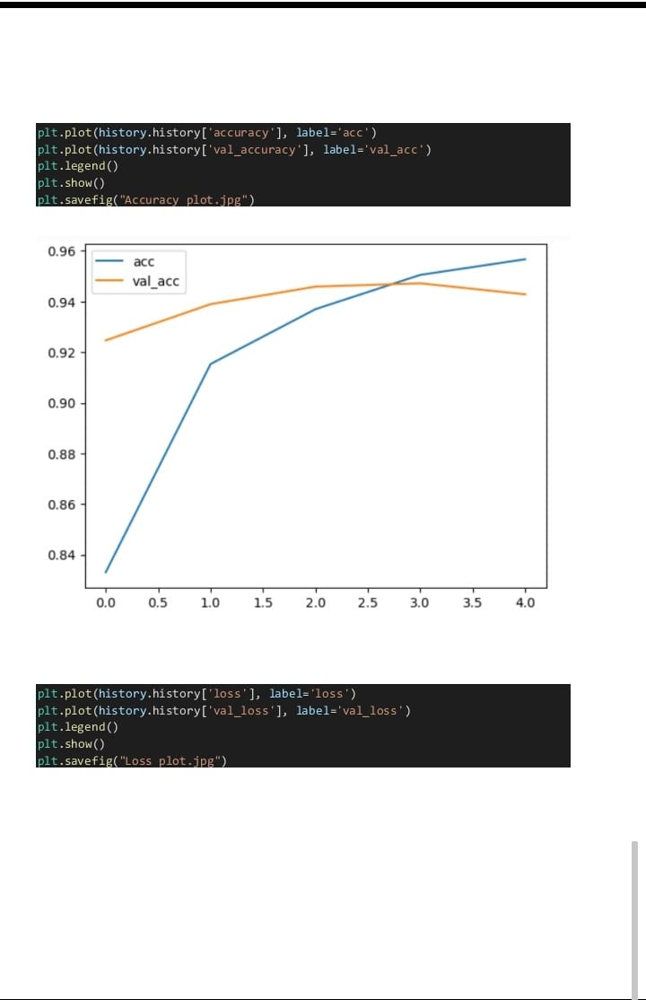 plt.plot(history.history['accuracy'], label='acc')
plt.plot(history.history['val_accuracy'], label='val_acc')
plt.legend()
plt.show()
plt.savefig("Accuracy plot.jpg")
0.96
acc
val_acc
0.94
0.92
0.90
0.88
0.86
0.84
0.0 0.5 1.0 1.5 2.0 2.5 3.0 3.5 4.0
plt.plot(history.history['loss'], label='loss')
plt.plot(history.history['val_loss'], label='val_loss')
plt.legend()
plt.show()
plt.savefig("Loss plot.jpg")